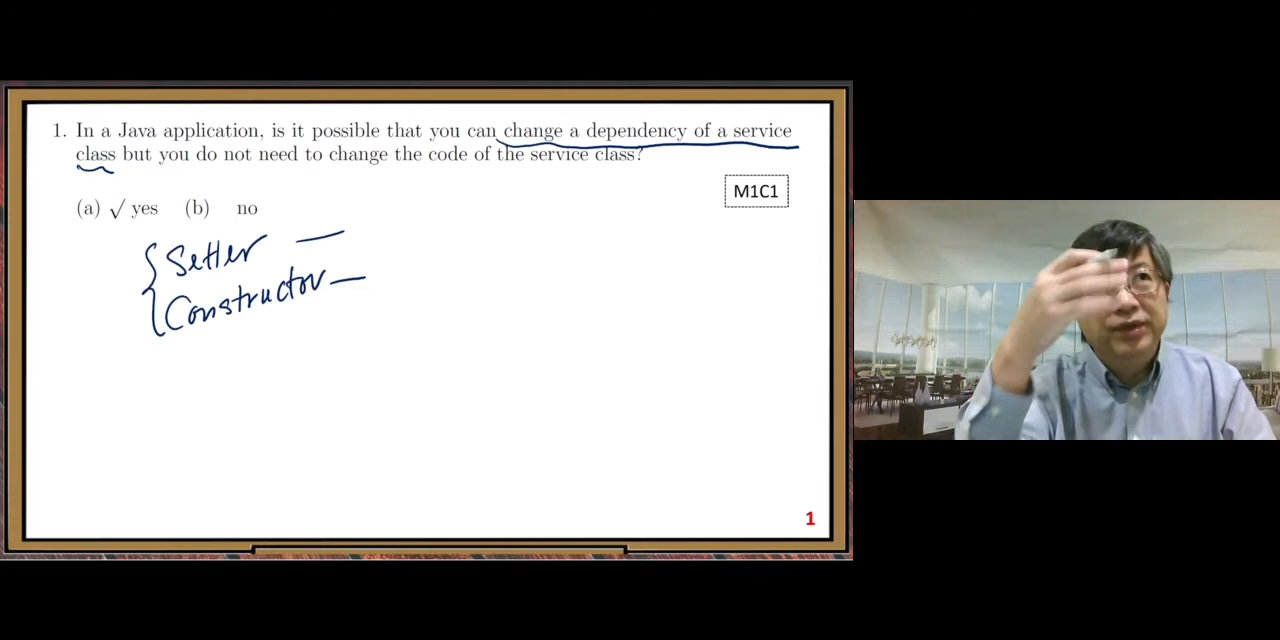 1. In a Java application, is it possible that you can change a dependency of a service
class but you do not need to change the code of the service class?
M1C1
(a) √ yes (b) no
Setter —
Constructor —
1